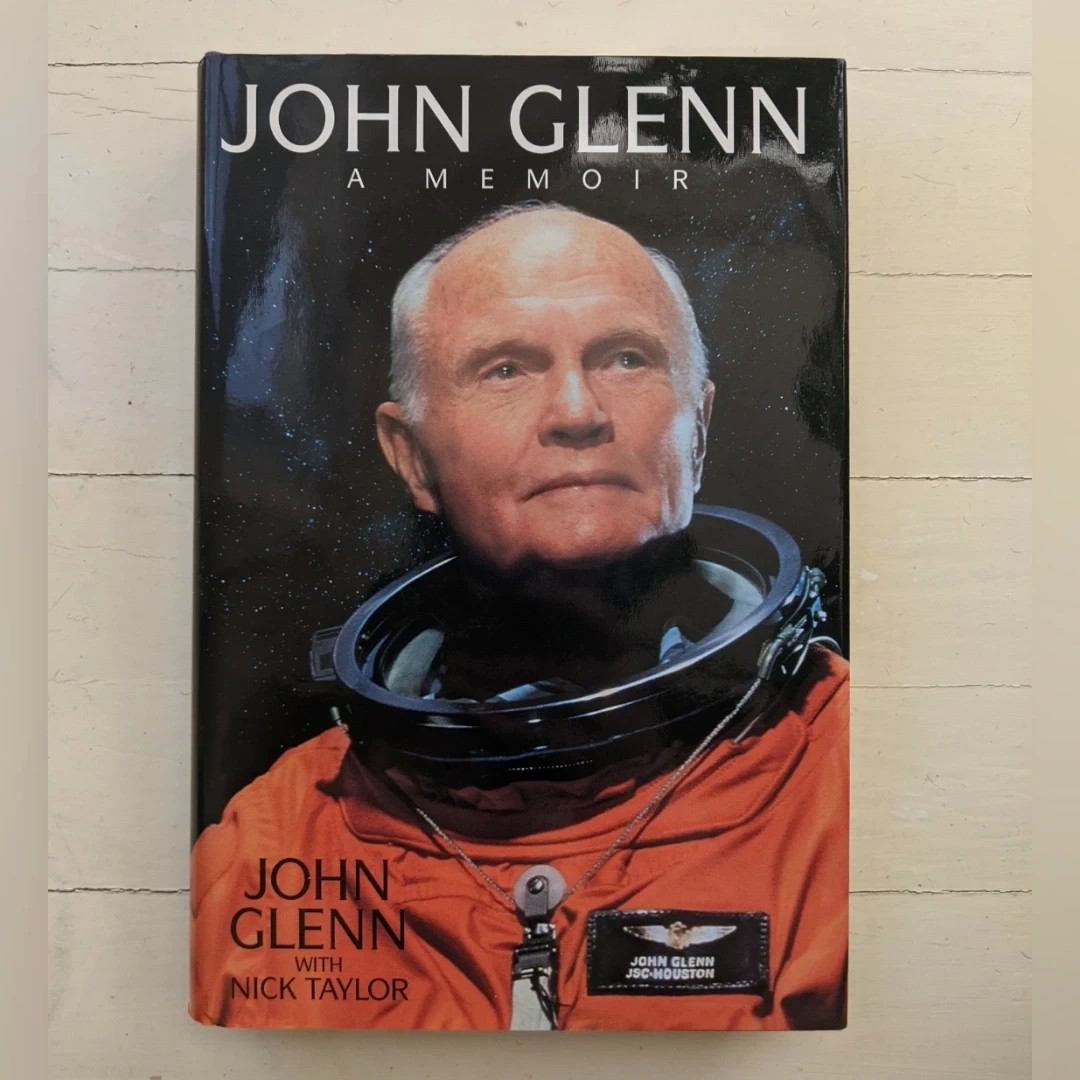 JOHN GLENN
A MEMOIR
JOHN
GLENN
WITH
NICK TAYLOR
JOHN GLENN
JSC-HOUSTON